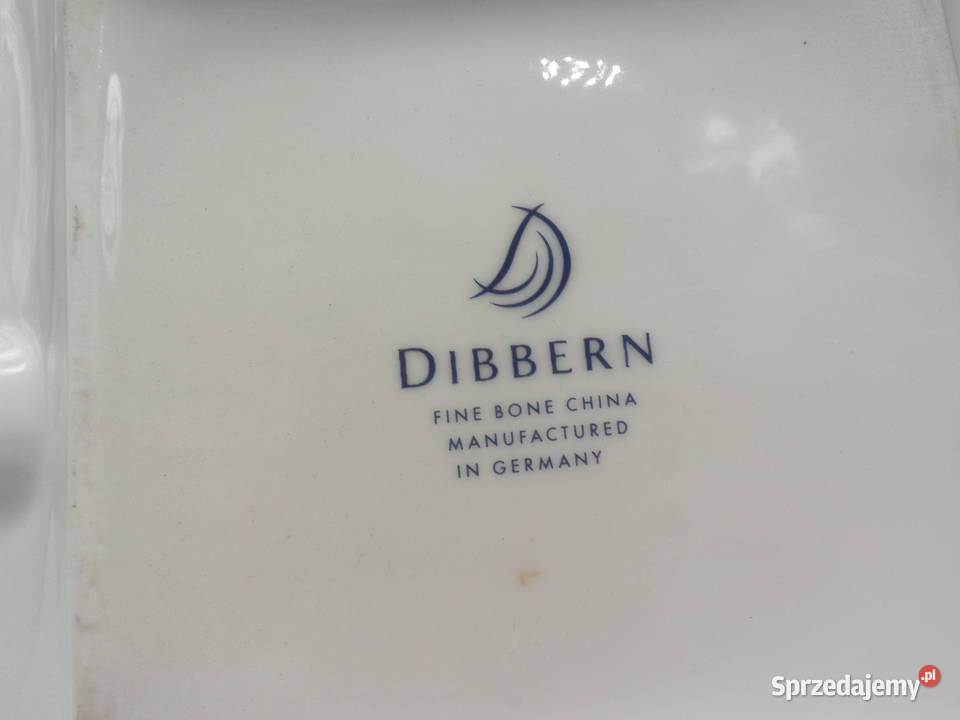 DIBBERN
FINE BONE CHINA
MANUFACTURED
IN GERMANY
Sprzedajemy.pl